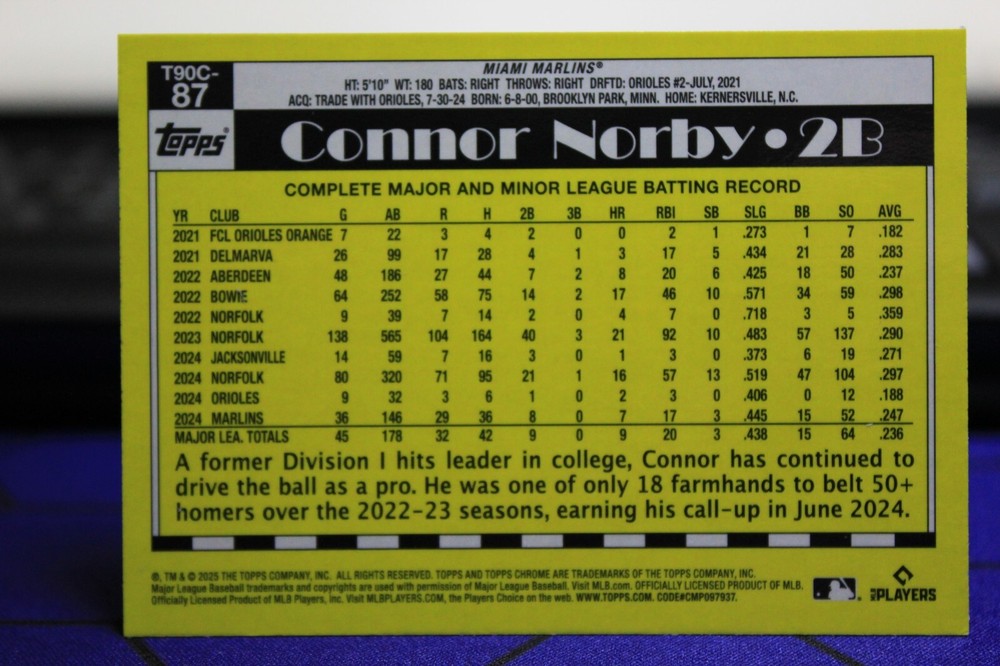 T90C-
87
MIAMI MARLINS®
HT: 5'10" WT: 180 BATS: RIGHT THROWS: RIGHT DRFTD: ORIOLES #2-JULY, 2021
ACQ: TRADE WITH ORIOLES, 7-30-24 BORN: 6-8-00, BROOKLYN PARK, MINN. HOME: KERNERSVILLE, N.C.
Topps®
Connor Norby • 2B
COMPLETE MAJOR AND MINOR LEAGUE BATTING RECORD
YR CLUB G AB R H 2B 3B HR RBI SB SLG BB SO AVG
2021 FCL ORIOLES ORANGE 7 22 3 4 2 0 0 2 1 .273 1 7 .182
2021 DELMARVA 26 99 17 28 4 1 3 17 5 .434 21 28 .283
2022 ABERDEEN 48 186 27 44 7 2 8 20 6 .425 18 50 .237
2022 BOWIE 64 252 58 75 14 2 17 46 10 .571 34 59 .298
2022 NORFOLK 9 39 7 14 2 0 4 7 0 .718 3 5 .359
2023 NORFOLK 138 565 104 164 40 3 21 92 10 .483 57 137 .290
2024 JACKSONVILLE 14 59 7 16 3 0 1 3 0 .373 6 19 .271
2024 NORFOLK 80 320 71 95 21 1 16 57 13 .519 47 104 .297
2024 ORIOLES 9 32 3 6 1 0 2 3 0 .406 0 12 .188
2024 MARLINS 36 146 29 36 8 0 7 17 3 .445 15 52 .247
MAJOR LEA. TOTALS 45 178 32 42 9 0 9 20 3 .438 15 64 .236
A former Division I hits leader in college, Connor has continued to
drive the ball as a pro. He was one of only 18 farmhands to belt 50+
homers over the 2022-23 seasons, earning his call-up in June 2024.
®, TM & © 2025 THE TOPPS COMPANY, INC. ALL RIGHTS RESERVED. TOPPS AND TOPPS CHROME ARE TRADEMARKS OF THE TOPPS COMPANY, INC.
Major League Baseball trademarks and copyrights are used with permission of Major League Baseball. Visit MLB.com. OFFICIALLY LICENSED PRODUCT OF MLB.
Officially Licensed Product of MLB Players, Inc. Visit MLBPLAYERS.COM, the Players Choice on the web. WWW.TOPPS.COM. CODE#CMP097937.
MLB PLAYERS